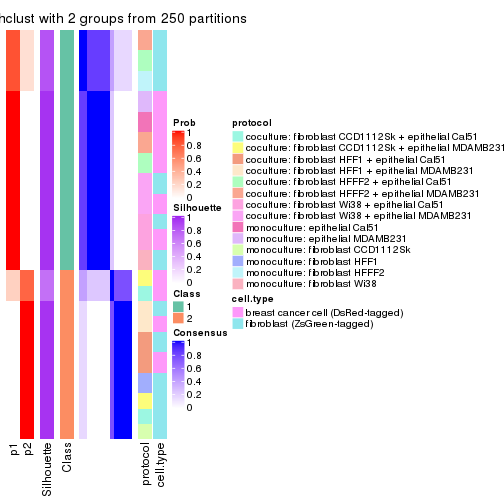 hclust with 2 groups from 250 partitions
Prob
1
0.8
0.6
0.4
0.2
0
Silhouette
1
0.8
0.6
0.4
0.2
0
Class
1
2
Consensus
1
0.8
0.6
0.4
0.2
0
protocol
coculture: fibroblast CCD1112Sk + epithelial Cal51
coculture: fibroblast CCD1112Sk + epithelial MDAMB231
coculture: fibroblast HFF1 + epithelial Cal51
coculture: fibroblast HFF1 + epithelial MDAMB231
coculture: fibroblast HFFF2 + epithelial Cal51
coculture: fibroblast HFFF2 + epithelial MDAMB231
coculture: fibroblast Wi38 + epithelial Cal51
coculture: fibroblast Wi38 + epithelial MDAMB231
monoculture: epithelial Cal51
monoculture: epithelial MDAMB231
monoculture: fibroblast CCD1112Sk
monoculture: fibroblast HFF1
monoculture: fibroblast HFFF2
monoculture: fibroblast Wi38
cell.type
breast cancer cell (DsRed-tagged)
fibroblast (ZsGreen-tagged)
p1
p2
Silhouette
Class
protocol
cell.type